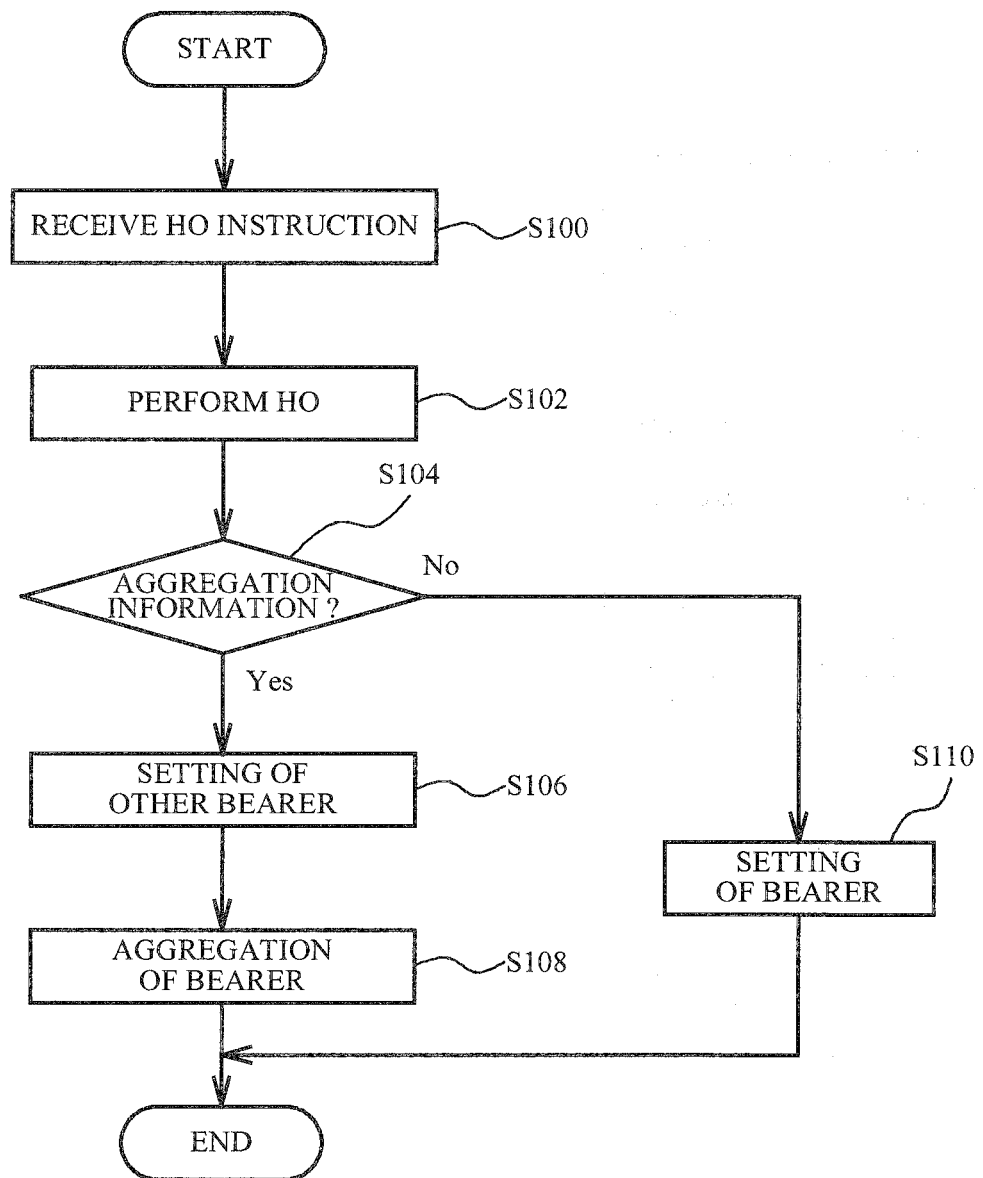 START
RECEIVE HO INSTRUCTION
S100
PERFORM HO
S102
S104
AGGREGATION
INFORMATION ?
No
Yes
SETTING OF
OTHER BEARER
S106
S110
SETTING
OF BEARER
AGGREGATION
OF BEARER
S108
END